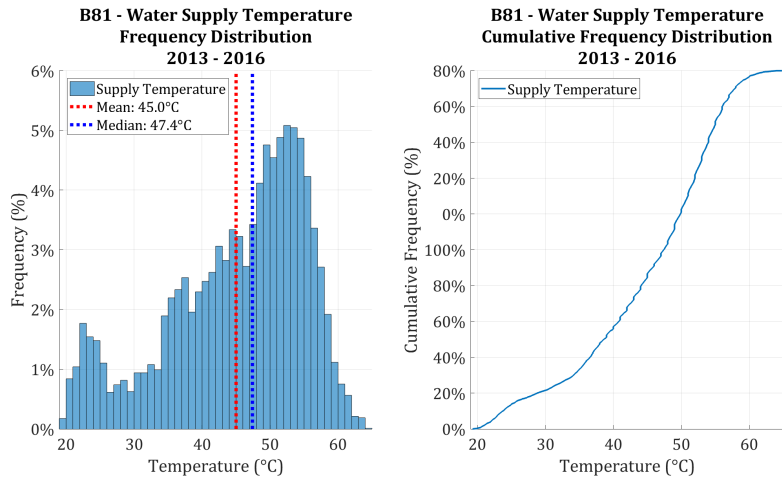 B81 - Water Supply Temperature
Frequency Distribution
2013 - 2016
6%
5%
4%
3%
2%
1%
0%
Frequency (%)
Supply Temperature
Mean: 45.0°C
Median: 47.4°C
20
30
40
50
60
Temperature (°C)
B81 - Water Supply Temperature
Cumulative Frequency Distribution
2013 - 2016
80%
60%
40%
20%
0%
100%
80%
60%
40%
20%
0%
Cumulative Frequency (%)
Supply Temperature
20
30
40
50
60
Temperature (°C)